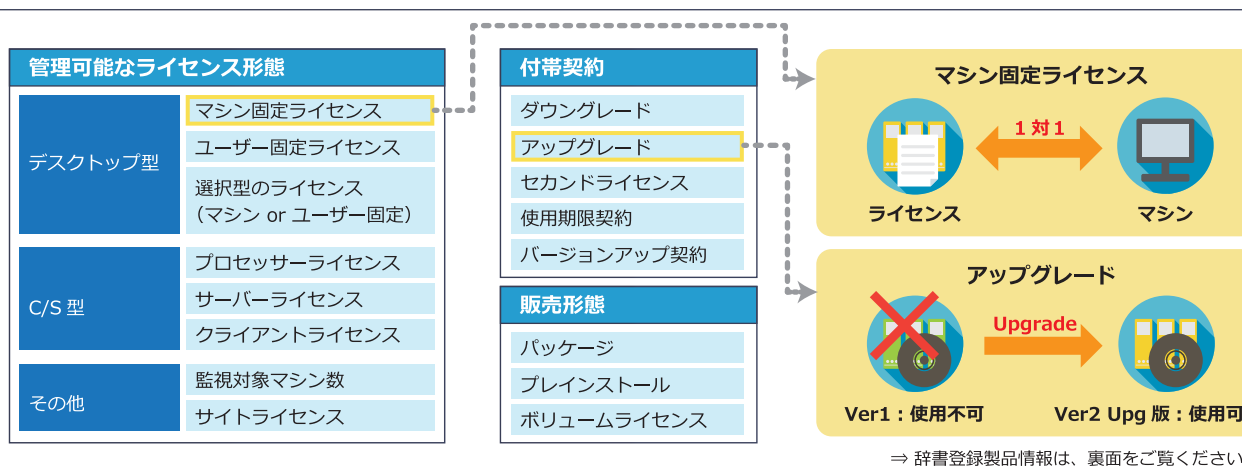 管理可能なライセンス形態
デスクトップ型
マシン固定ライセンス
ユーザー固定ライセンス
選択型のライセンス
（マシン or ユーザー固定）
C/S 型
プロセッサーライセンス
サーバーライセンス
クライアントライセンス
その他
監視対象マシン数
サイトライセンス
付帯契約
ダウングレード
アップグレード
セカンドライセンス
使用期限契約
バージョンアップ契約
販売形態
パッケージ
プレインストール
ボリュームライセンス
マシン固定ライセンス
1 対 1
ライセンス
マシン
アップグレード
Upgrade
Ver1：使用不可
Ver2 Upg 版：使用可
⇒ 辞書登録製品情報は、裏面をご覧ください